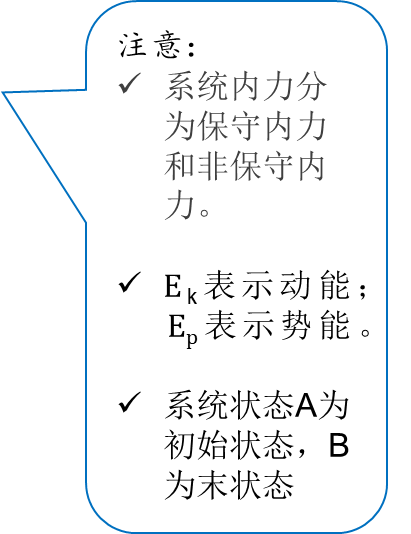 注意：
✓ 系统内力分
为保守内力
和非保守内
力。
✓ Eₖ表示动能；
Eₚ表示势能。
✓ 系统状态A为
初始状态，B
为末状态